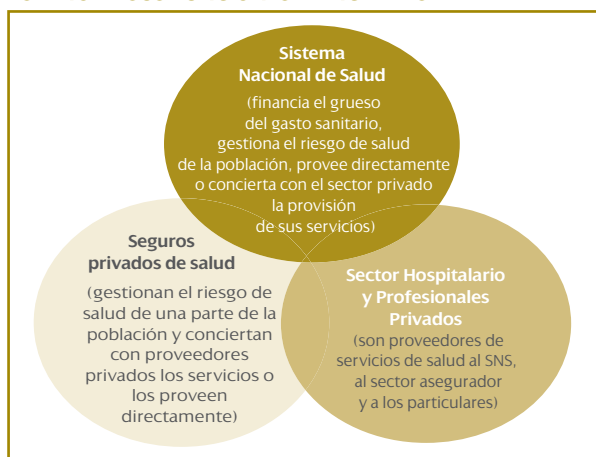 Sistema
Nacional de Salud
(financia el grueso
del gasto sanitario,
gestiona el riesgo de salud
de la población, provee directamente
o concierta con el sector privado
la provisión
de sus servicios)
Seguros
privados de salud
(gestionan el riesgo de
salud de una parte de la
población y conciertan
con proveedores
privados los servicios o
los proveen
directamente)
Sector Hospitalario
y Profesionales
Privados
(son proveedores de
servicios de salud al SNS,
al sector asegurador
y a los particulares)